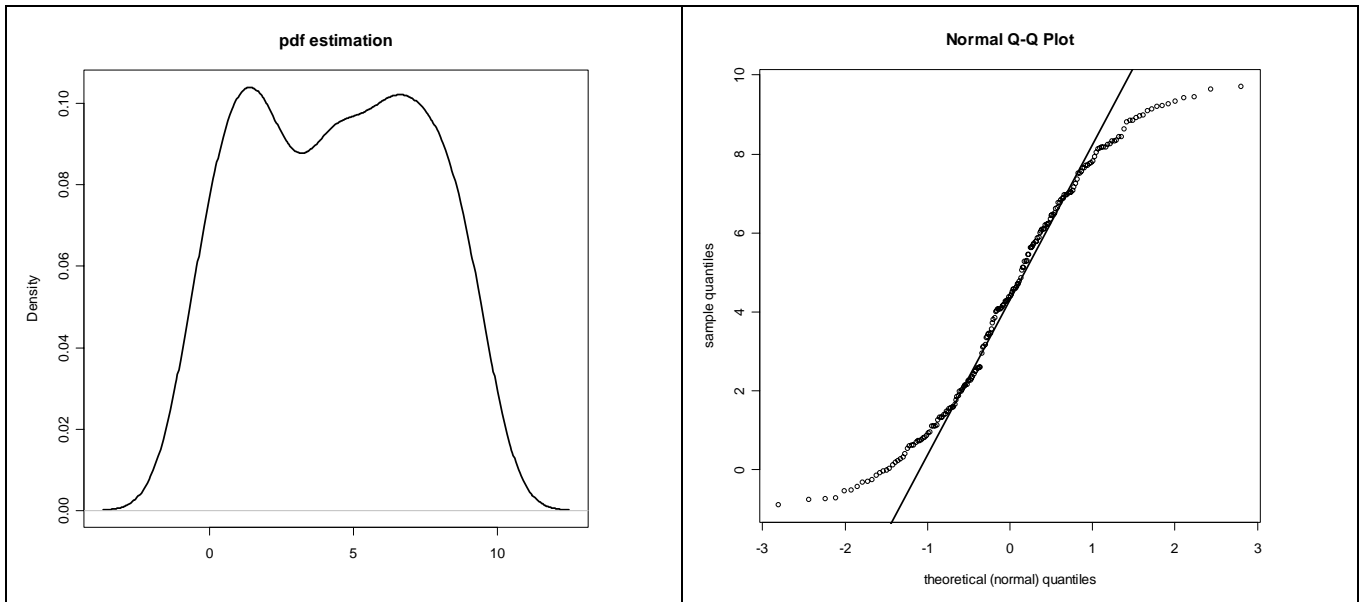 pdf estimation
Density
0.10
0.08
0.06
0.04
0.02
0.00
0 5 10
Normal Q-Q Plot
sample quantiles
10
8
6
4
2
0
-3 -2 -1 0 1 2 3
theoretical (normal) quantiles